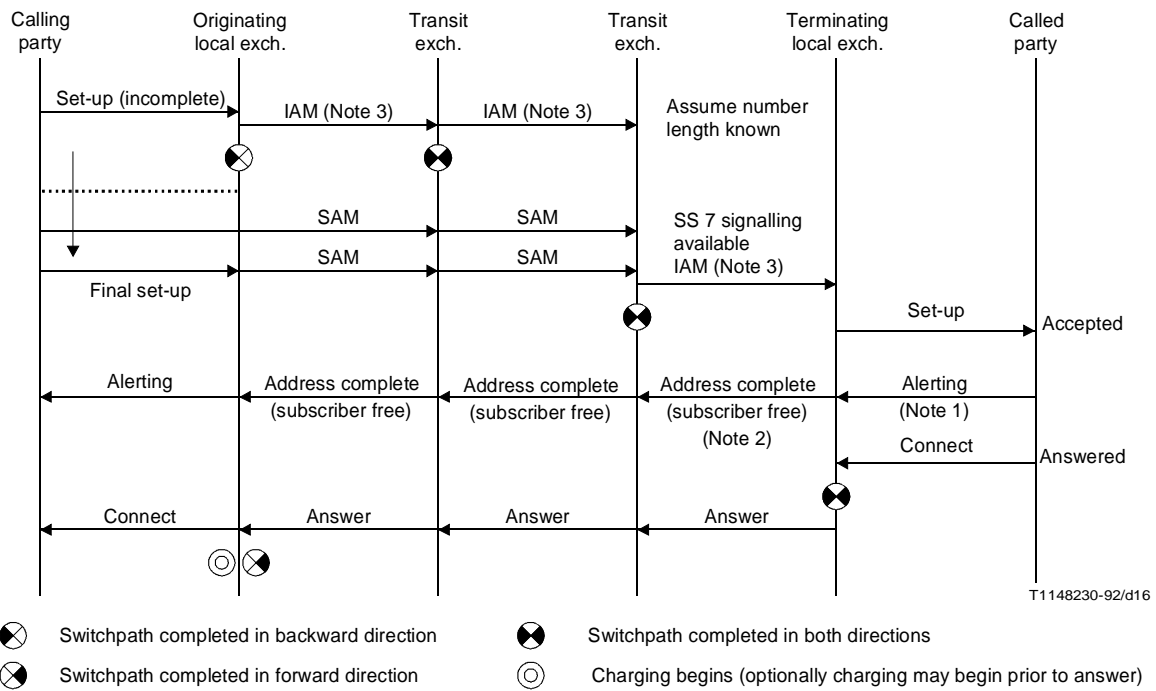 Calling party
Originating local exch.
Transit exch.
Transit exch.
Terminating local exch.
Called party
Set-up (incomplete)
IAM (Note 3)
IAM (Note 3)
Assume number
length known
SAM
SAM
SS 7 signalling
available
IAM (Note 3)
SAM
SAM
Final set-up
Set-up
Accepted
Alerting
Address complete
(subscriber free)
Address complete
(subscriber free)
Address complete
(subscriber free)
(Note 2)
Alerting
(Note 1)
Connect
Answered
Connect
Answer
Answer
Answer
T1148230-92/d16
Switchpath completed in backward direction
Switchpath completed in both directions
Switchpath completed in forward direction
Charging begins (optionally charging may begin prior to answer)